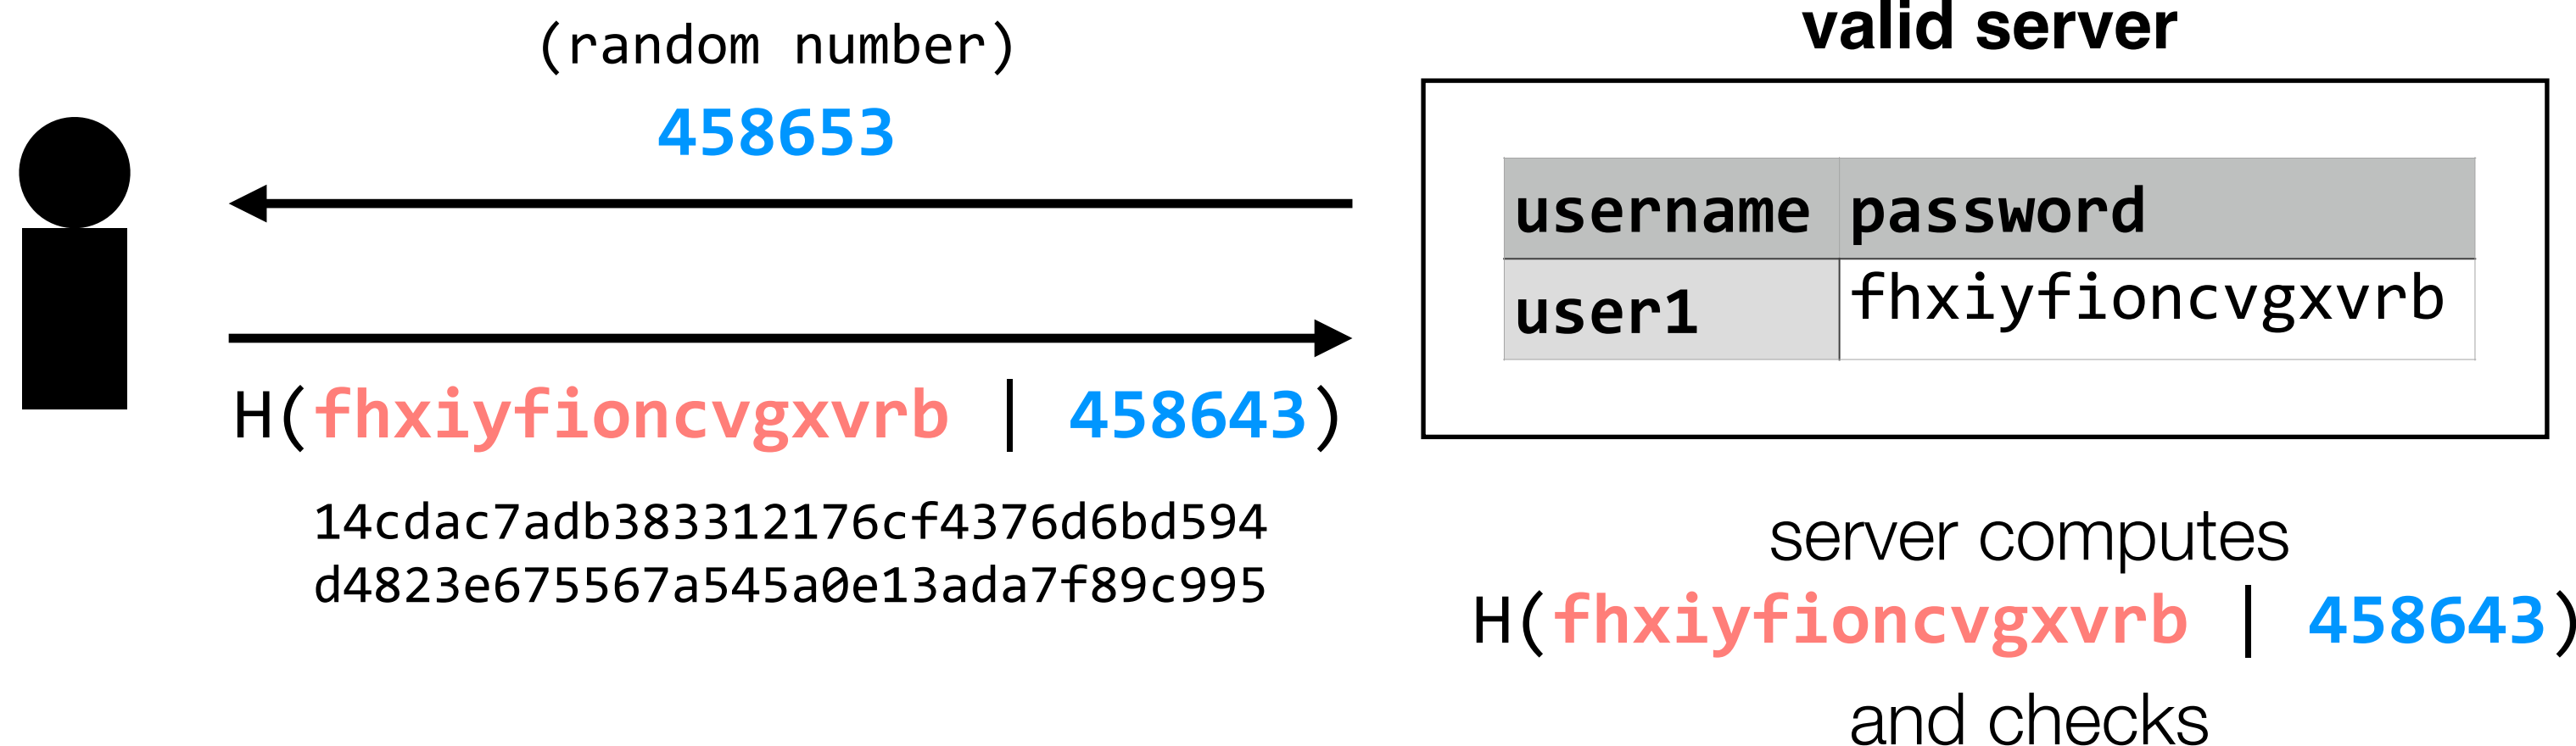 (random number)
458653
H(fhxiyfioncvgxvrb | 458643)
14cdac7adb383312176cf4376d6bd594
d4823e675567a545a0e13ada7f89c995
valid server
username password
user1 fhxiyfioncvgxvrb
server computes
H(fhxiyfioncvgxvrb | 458643)
and checks